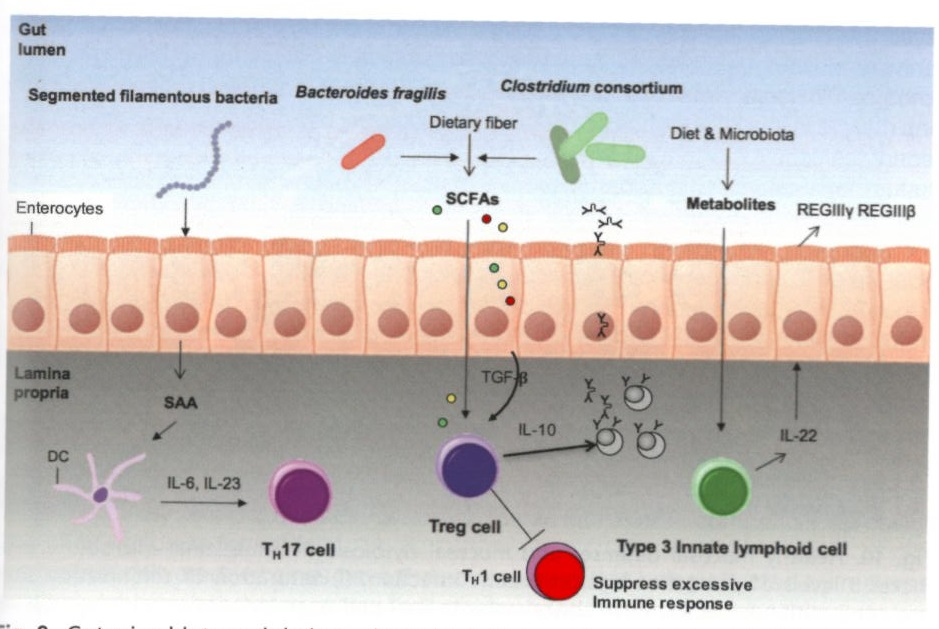 Gut
lumen
Segmented filamentous bacteria
Bacteroides fragilis
Clostridium consortium
Dietary fiber
Diet & Microbiota
SCFAs
Metabolites
Enterocytes
REGIIIγ REGIIIβ
Lamina
propria
TGF-β
SAA
IL-10
IL-22
DC
IL-6, IL-23
Treg cell
TH17 cell
Type 3 Innate lymphoid cell
TH1 cell
Suppress excessive
Immune response